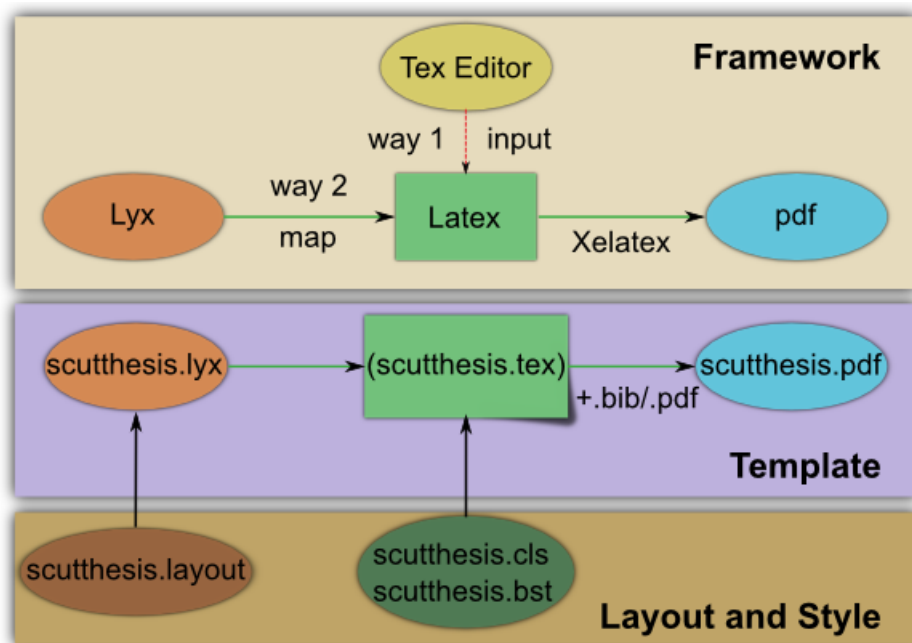 Framework
Tex Editor
way 1 input
way 2
Lyx
map
Latex
Xelatex
pdf
scutthesis.lyx
(scutthesis.tex)
+.bib/.pdf
scutthesis.pdf
Template
scutthesis.layout
scutthesis.cls
scutthesis.bst
Layout and Style